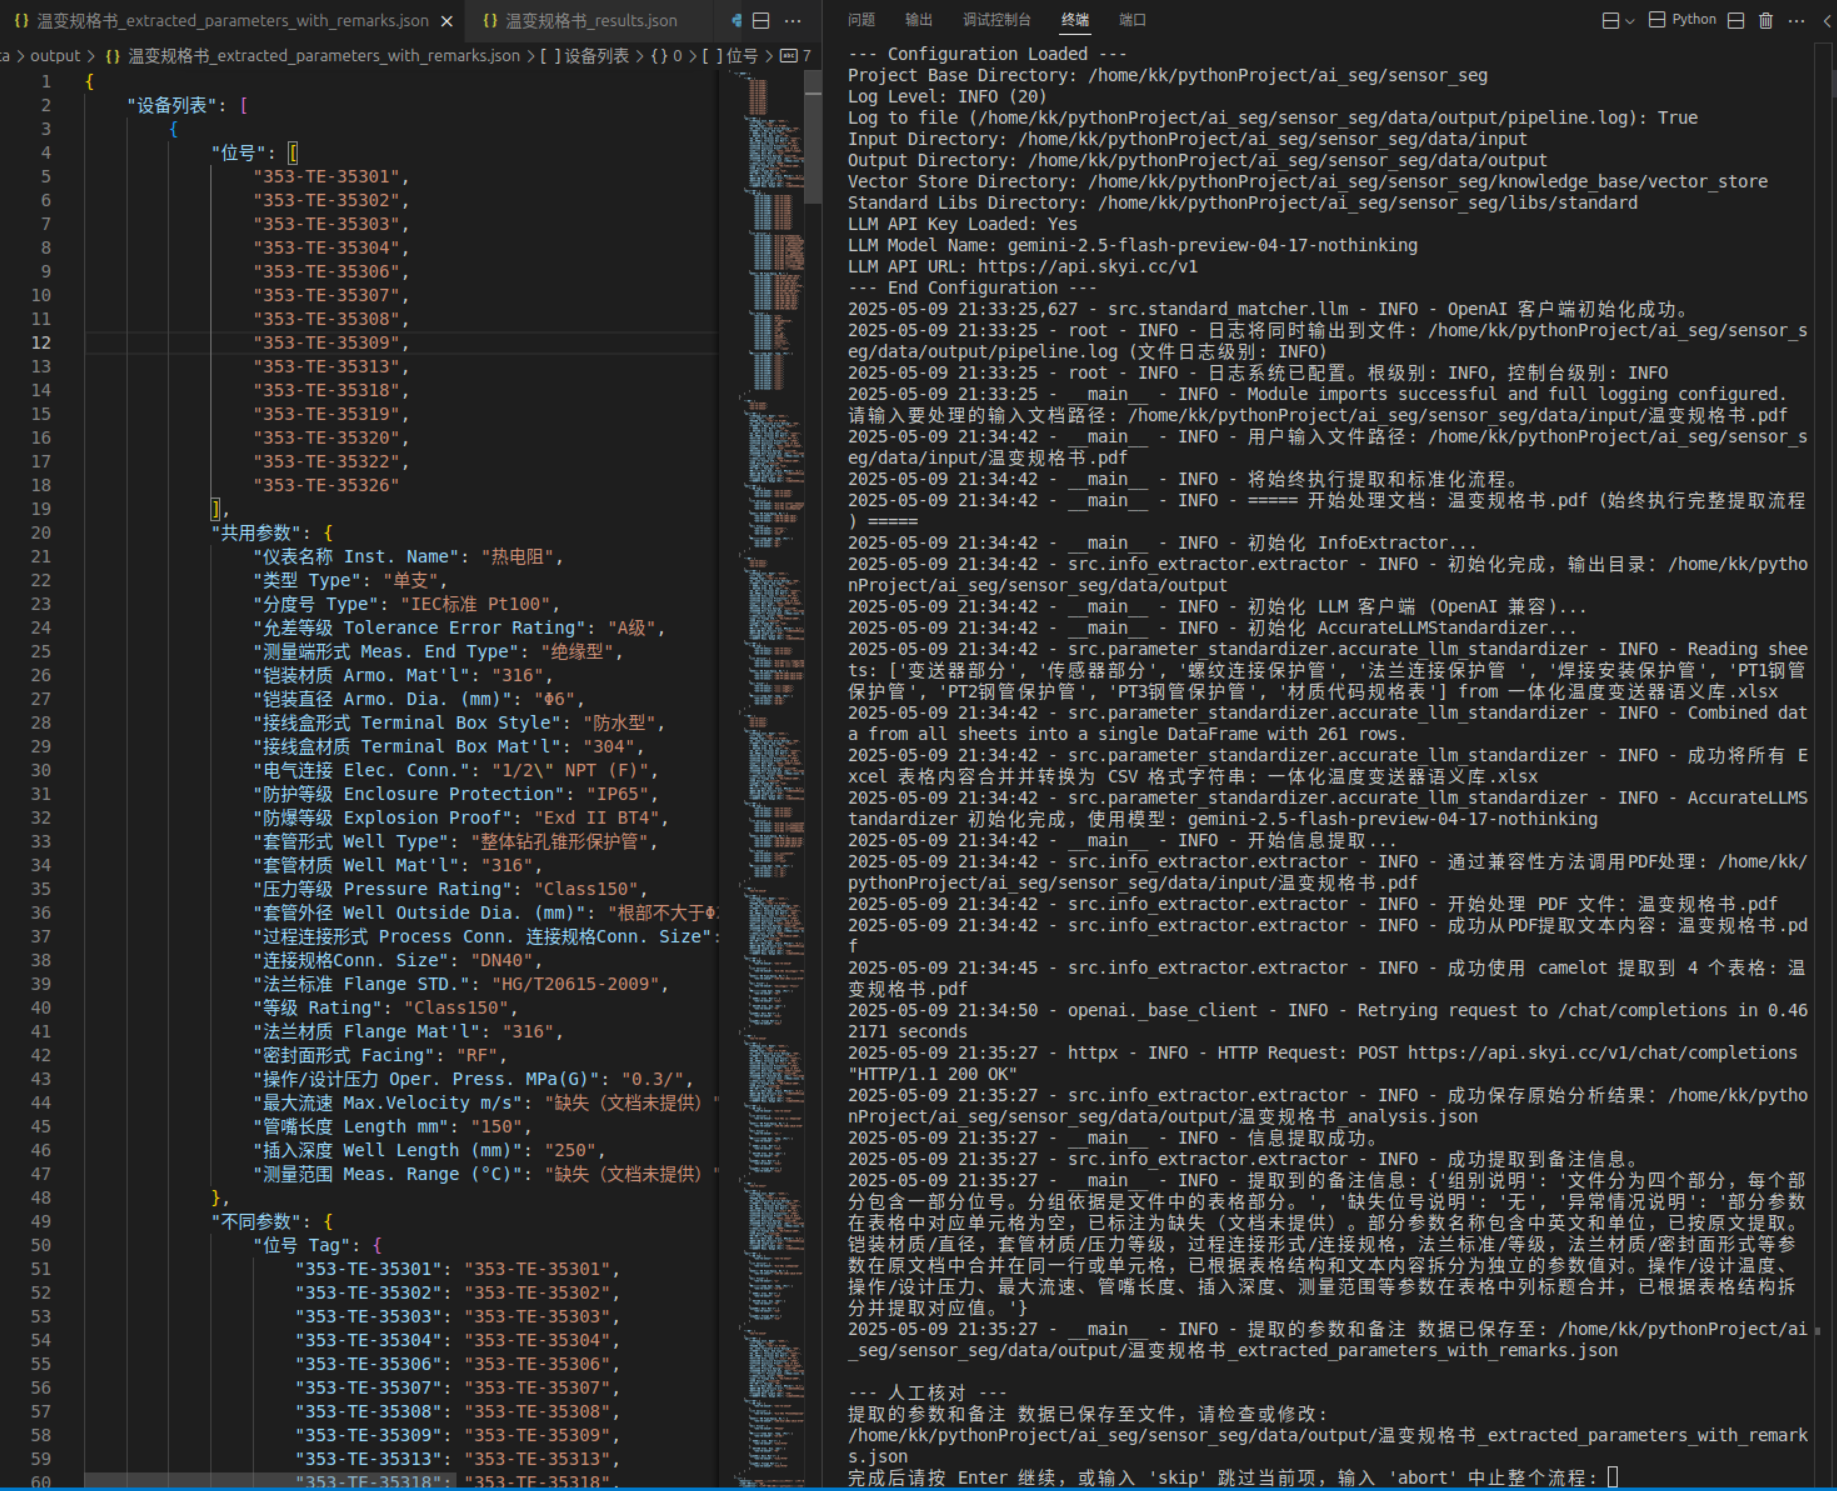 温变规格书_extracted_parameters_with_remarks.json
温变规格书_results.json
output > 温变规格书_extracted_parameters_with_remarks.json > [ ] 设备列表 > {} 0 > [ ] 位号 > 7
1 {
2 "设备列表": [
3 {
4 "位号": [
5 "353-TE-35301",
6 "353-TE-35302",
7 "353-TE-35303",
8 "353-TE-35304",
9 "353-TE-35306",
10 "353-TE-35307",
11 "353-TE-35308",
12 "353-TE-35309",
13 "353-TE-35313",
14 "353-TE-35318",
15 "353-TE-35319",
16 "353-TE-35320",
17 "353-TE-35322",
18 "353-TE-35326"
19 ],
20 "共用参数": {
21 "仪表名称 Inst. Name": "热电阻",
22 "类型 Type": "单支",
23 "分度号 Type": "IEC标准 Pt100",
24 "允差等级 Tolerance Error Rating": "A级",
25 "测量端形式 Meas. End Type": "绝缘型",
26 "铠装材质 Armo. Mat'l": "316",
27 "铠装直径 Armo. Dia. (mm)": "Φ6",
28 "接线盒形式 Terminal Box Style": "防水型",
29 "接线盒材质 Terminal Box Mat'l": "304",
30 "电气连接 Elec. Conn.": "1/2\" NPT (F)",
31 "防护等级 Enclosure Protection": "IP65",
32 "防爆等级 Explosion Proof": "Exd II BT4",
33 "套管形式 Well Type": "整体钻孔锥形保护管",
34 "套管材质 Well Mat'l": "316",
35 "压力等级 Pressure Rating": "Class150",
36 "套管外径 Well Outside Dia. (mm)": "根部不大于Φ
37 "过程连接形式 Process Conn. 连接规格Conn. Size":
38 "连接规格Conn. Size": "DN40",
39 "法兰标准 Flange STD.": "HG/T20615-2009",
40 "等级 Rating": "Class150",
41 "法兰材质 Flange Mat'l": "316",
42 "密封面形式 Facing": "RF",
43 "操作/设计压力 Oper. Press. MPa(G)": "0.3/",
44 "最大流速 Max.Velocity m/s": "缺失（文档未提供）"
45 "管嘴长度 Length mm": "150",
46 "插入深度 Well Length (mm)": "250",
47 "测量范围 Meas. Range (°C)": "缺失（文档未提供）"
48 },
49 "不同参数": {
50 "位号 Tag": {
51 "353-TE-35301": "353-TE-35301",
52 "353-TE-35302": "353-TE-35302",
53 "353-TE-35303": "353-TE-35303",
54 "353-TE-35304": "353-TE-35304",
55 "353-TE-35306": "353-TE-35306",
56 "353-TE-35307": "353-TE-35307",
57 "353-TE-35308": "353-TE-35308",
58 "353-TE-35309": "353-TE-35309",
59 "353-TE-35313": "353-TE-35313",
60 "353-TE-35318": "353-TE-35318",
问题 输出 调试控制台 终端 端口
Python
--- Configuration Loaded ---
Project Base Directory: /home/kk/pythonProject/ai_seg/sensor_seg
Log Level: INFO (20)
Log to file (/home/kk/pythonProject/ai_seg/sensor_seg/data/output/pipeline.log): True
Input Directory: /home/kk/pythonProject/ai_seg/sensor_seg/data/input
Output Directory: /home/kk/pythonProject/ai_seg/sensor_seg/data/output
Vector Store Directory: /home/kk/pythonProject/ai_seg/sensor_seg/knowledge_base/vector_store
Standard Libs Directory: /home/kk/pythonProject/ai_seg/sensor_seg/libs/standard
LLM API Key Loaded: Yes
LLM Model Name: gemini-2.5-flash-preview-04-17-nothinking
LLM API URL: https://api.skyi.cc/v1
--- End Configuration ---
2025-05-09 21:33:25,627 - src.standard_matcher.llm - INFO - OpenAI 客户端初始化成功。
2025-05-09 21:33:25 - root - INFO - 日志将同时输出到文件: /home/kk/pythonProject/ai_seg/sensor_s
eg/data/output/pipeline.log (文件日志级别: INFO)
2025-05-09 21:33:25 - root - INFO - 日志系统已配置。根级别: INFO, 控制台级别: INFO
2025-05-09 21:33:25 - __main__ - INFO - Module imports successful and full logging configured.
请输入要处理的输入文档路径: /home/kk/pythonProject/ai_seg/sensor_seg/data/input/温变规格书.pdf
2025-05-09 21:34:42 - __main__ - INFO - 用户输入文件路径: /home/kk/pythonProject/ai_seg/sensor_s
eg/data/input/温变规格书.pdf
2025-05-09 21:34:42 - __main__ - INFO - 将始终执行提取和标准化流程。
2025-05-09 21:34:42 - __main__ - INFO - ===== 开始处理文档: 温变规格书.pdf (始终执行完整提取流程
) =====
2025-05-09 21:34:42 - __main__ - INFO - 初始化 InfoExtractor...
2025-05-09 21:34:42 - src.info_extractor.extractor - INFO - 初始化完成，输出目录: /home/kk/pytho
nProject/ai_seg/sensor_seg/data/output
2025-05-09 21:34:42 - __main__ - INFO - 初始化 LLM 客户端 (OpenAI 兼容)...
2025-05-09 21:34:42 - __main__ - INFO - 初始化 AccurateLLMStandardizer...
2025-05-09 21:34:42 - src.parameter_standardizer.accurate_llm_standardizer - INFO - Reading shee
ts: ['变送器部分', '传感器部分', '螺纹连接保护管', '法兰连接保护管 ', '焊接安装保护管', 'PT1钢管
保护管', 'PT2钢管保护管', 'PT3钢管保护管', '材质代码规格表'] from 一体化温度变送器语义库.xlsx
2025-05-09 21:34:42 - src.parameter_standardizer.accurate_llm_standardizer - INFO - Combined dat
a from all sheets into a single DataFrame with 261 rows.
2025-05-09 21:34:42 - src.parameter_standardizer.accurate_llm_standardizer - INFO - 成功将所有 E
xcel 表格内容合并并转换为 CSV 格式字符串: 一体化温度变送器语义库.xlsx
2025-05-09 21:34:42 - src.parameter_standardizer.accurate_llm_standardizer - INFO - AccurateLLMS
tandardizer 初始化完成，使用模型: gemini-2.5-flash-preview-04-17-nothinking
2025-05-09 21:34:42 - __main__ - INFO - 开始信息提取...
2025-05-09 21:34:42 - src.info_extractor.extractor - INFO - 通过兼容性方法调用PDF处理: /home/kk/
pythonProject/ai_seg/sensor_seg/data/input/温变规格书.pdf
2025-05-09 21:34:42 - src.info_extractor.extractor - INFO - 开始处理 PDF 文件: 温变规格书.pdf
2025-05-09 21:34:42 - src.info_extractor.extractor - INFO - 成功从PDF提取文本内容: 温变规格书.pd
f
2025-05-09 21:34:45 - src.info_extractor.extractor - INFO - 成功使用 camelot 提取到 4 个表格: 温
变规格书.pdf
2025-05-09 21:34:50 - openai._base_client - INFO - Retrying request to /chat/completions in 0.46
2171 seconds
2025-05-09 21:35:27 - httpx - INFO - HTTP Request: POST https://api.skyi.cc/v1/chat/completions
"HTTP/1.1 200 OK"
2025-05-09 21:35:27 - src.info_extractor.extractor - INFO - 成功保存原始分析结果: /home/kk/pytho
nProject/ai_seg/sensor_seg/data/output/温变规格书_analysis.json
2025-05-09 21:35:27 - __main__ - INFO - 信息提取成功。
2025-05-09 21:35:27 - src.info_extractor.extractor - INFO - 成功提取到备注信息。
2025-05-09 21:35:27 - __main__ - INFO - 提取到的备注信息: {'组别说明': '文件分为四个部分，每个部
分包含一部分位号。分组依据是文件中的表格部分。', '缺失位号说明': '无', '异常情况说明': '部分参数
在表格中对应单元格为空，已标注为缺失（文档未提供）。部分参数名称包含中英文和单位，已按原文提取。
铠装材质/直径，套管材质/压力等级，过程连接形式/连接规格，法兰标准/等级，法兰材质/密封面形式等参
数在原文档中合并在同一行或单元格，已根据表格结构和文本内容拆分为独立的参数值对。操作/设计温度、
操作/设计压力、最大流速、管嘴长度、插入深度、测量范围等参数在表格中列标题合并，已根据表格结构拆
分并提取对应值。'}
2025-05-09 21:35:27 - __main__ - INFO - 提取的参数和备注 数据已保存至: /home/kk/pythonProject/ai
_seg/sensor_seg/data/output/温变规格书_extracted_parameters_with_remarks.json
--- 人工核对 ---
提取的参数和备注 数据已保存至文件，请检查或修改:
/home/kk/pythonProject/ai_seg/sensor_seg/data/output/温变规格书_extracted_parameters_with_remark
s.json
完成后请按 Enter 继续，或输入 'skip' 跳过当前项，输入 'abort' 中止整个流程: